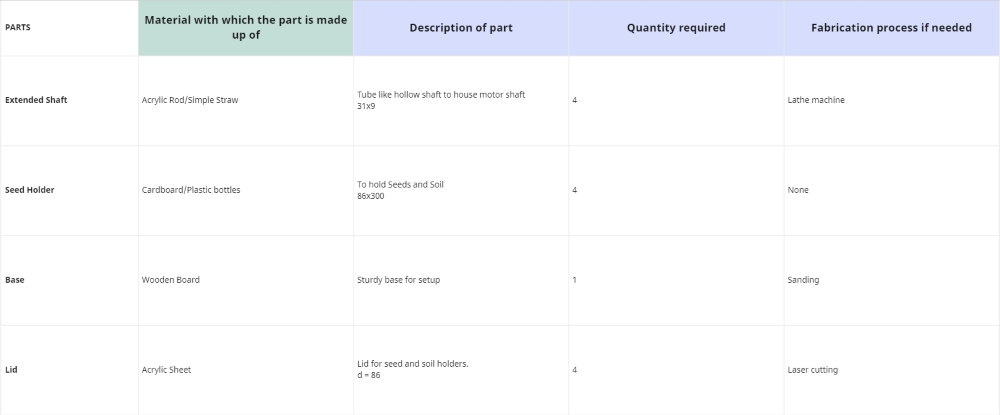 PARTS
Material with which the part is made
up of
Description of part
Quantity required
Fabrication process if needed
Extended Shaft
Acrylic Rod/Simple Straw
Tube like hollow shaft to house motor shaft
31x9
4
Lathe machine
Seed Holder
Cardboard/Plastic bottles
To hold Seeds and Soil
86x300
4
None
Base
Wooden Board
Sturdy base for setup
1
Sanding
Lid
Acrylic Sheet
Lid for seed and soil holders.
d = 86
4
Laser cutting